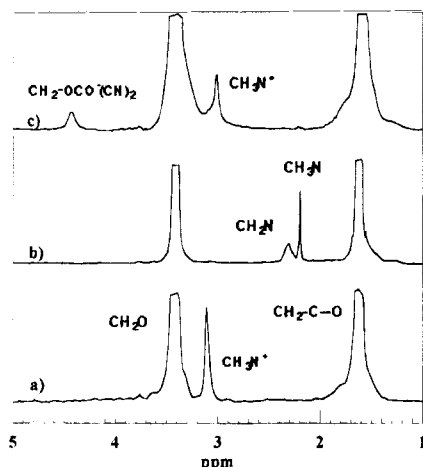 CH₂-OCO⁻(CN)₂
CH₃N⁺
c)
CH₃N
CH₂N
b)
CH₂O
CH₂-C-O
CH₃N⁺
a)
5 4 3 2 1
ppm